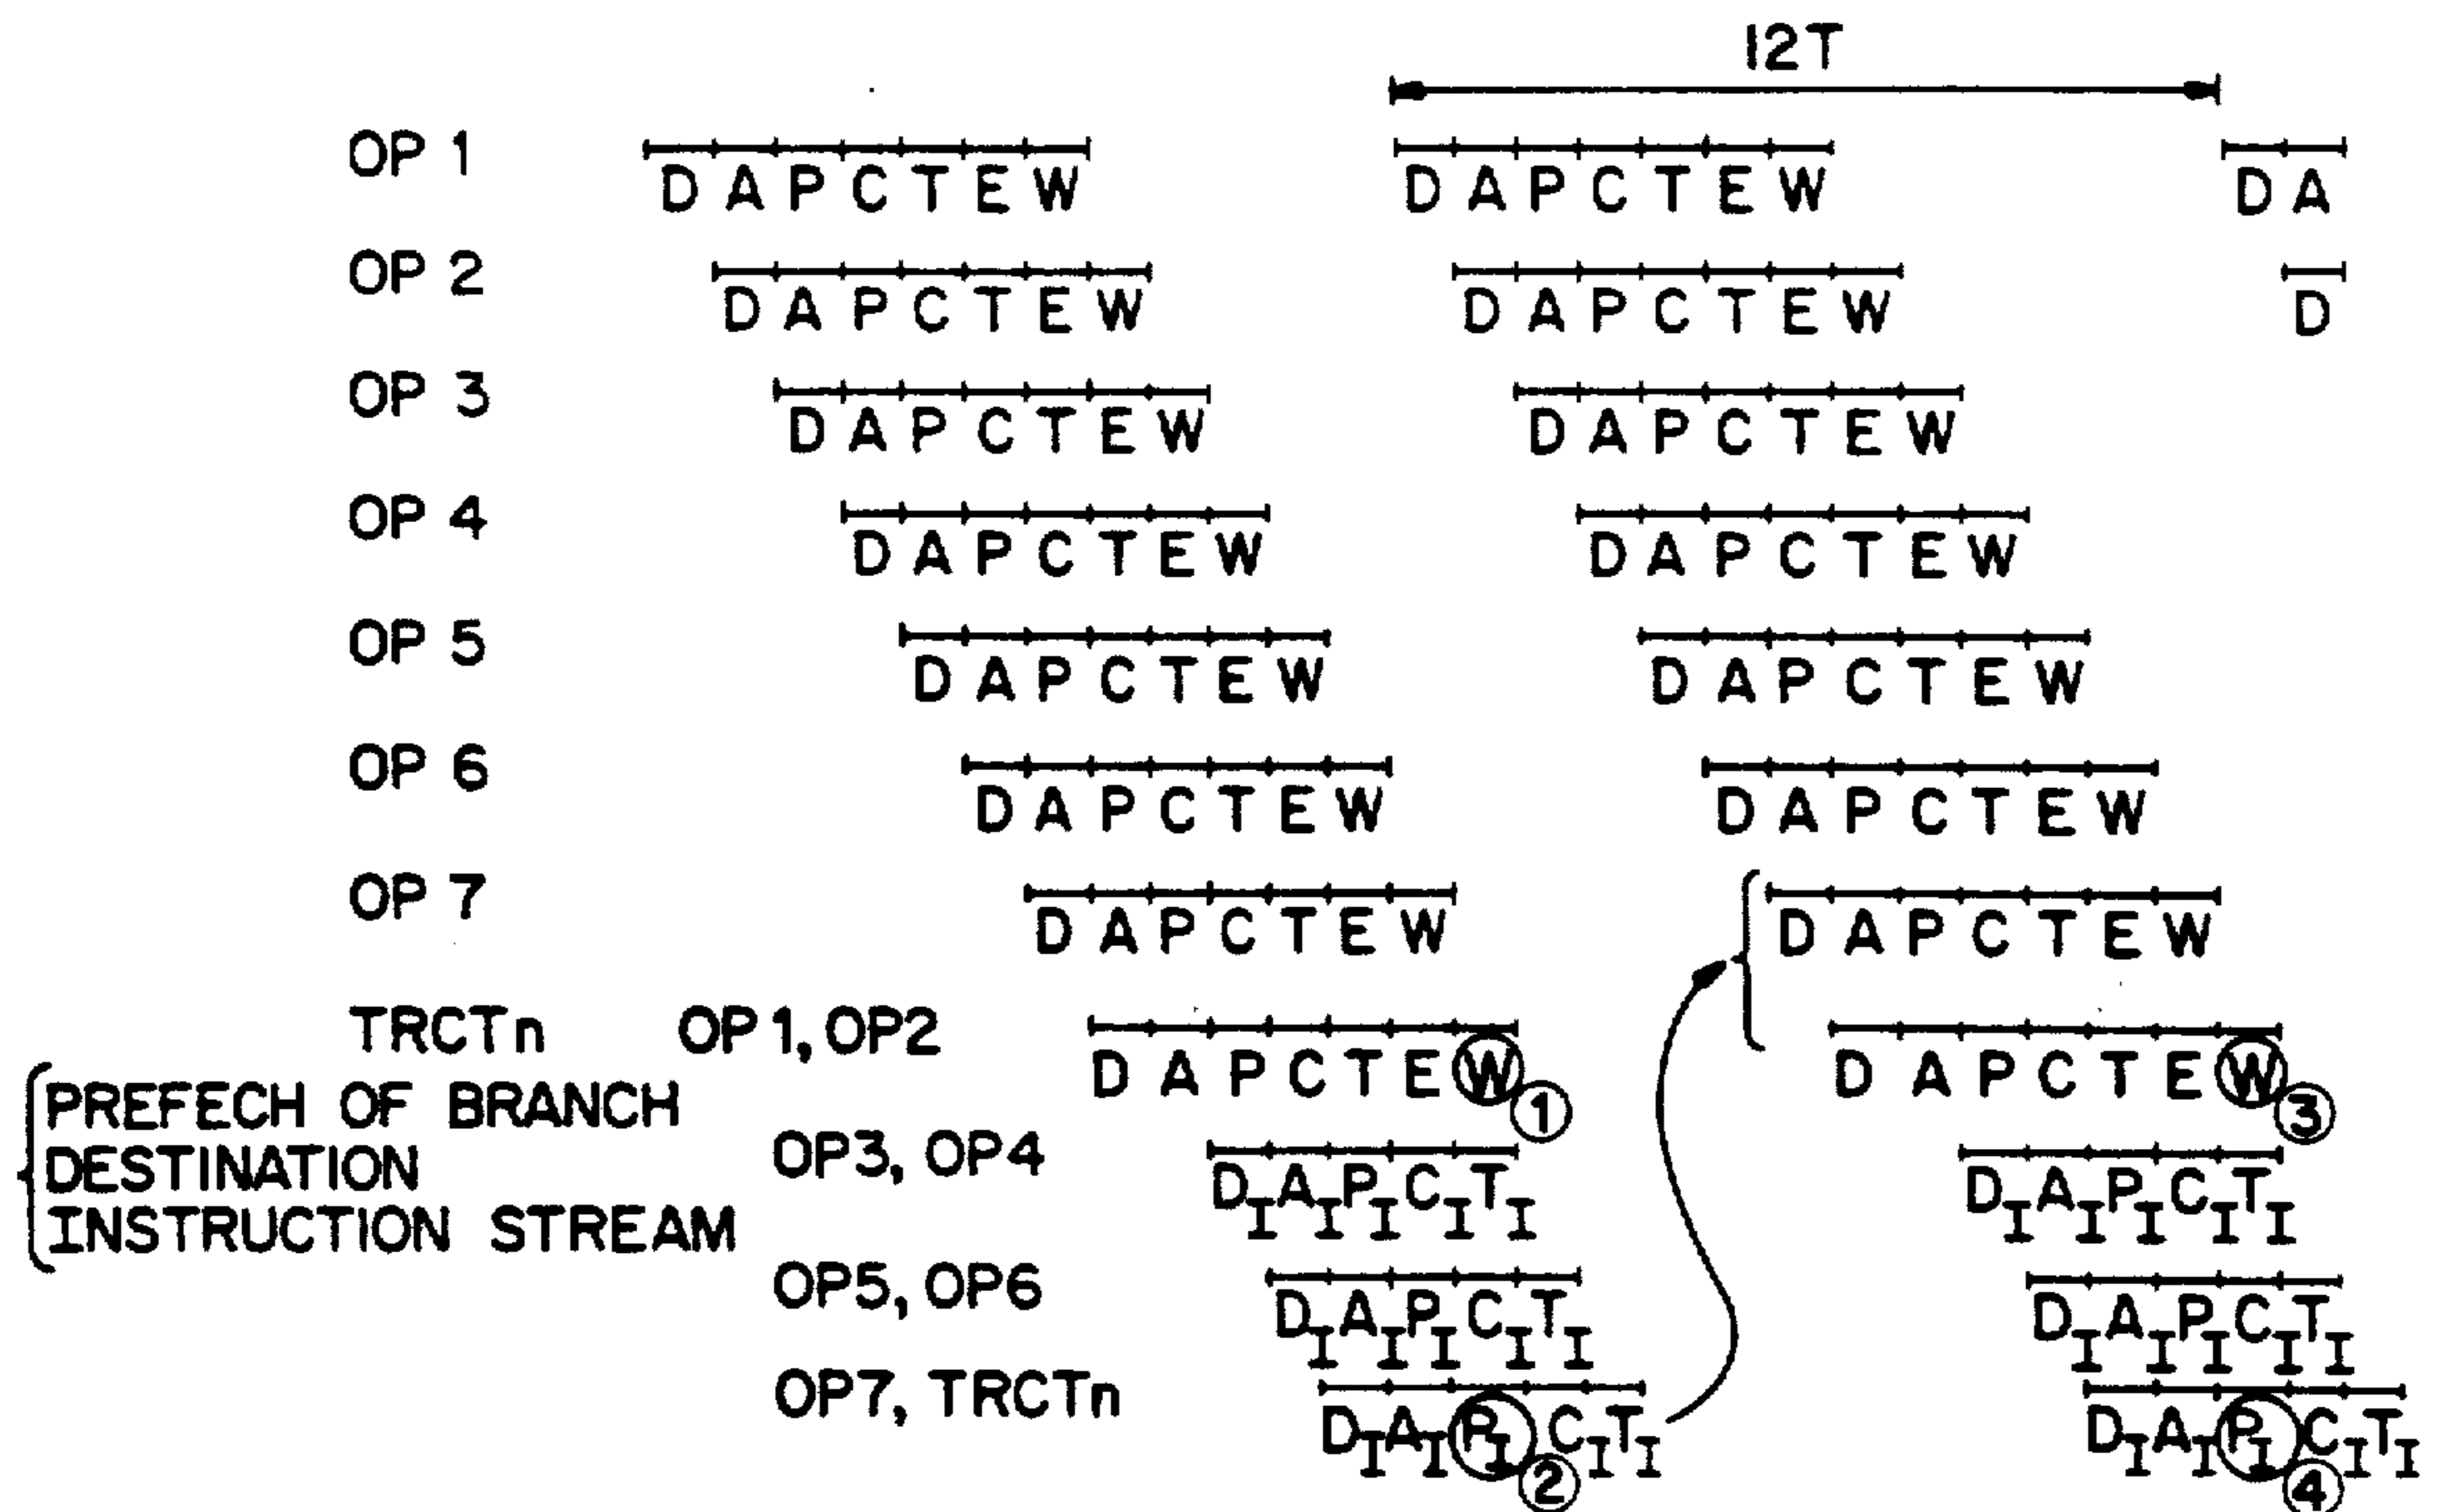 12T
OP 1 D A P C T E W D A P C T E W D A
OP 2 D A P C T E W D A P C T E W D
OP 3 D A P C T E W D A P C T E W
OP 4 D A P C T E W D A P C T E W
OP 5 D A P C T E W D A P C T E W
OP 6 D A P C T E W D A P C T E W
OP 7 D A P C T E W D A P C T E W
TRCTn OP1, OP2 D A P C T E W ① D A P C T E W ③
PREFECH OF BRANCH
DESTINATION
INSTRUCTION STREAM
OP3, OP4 DI AI PI CI TI DI AI PI CI TI
OP5, OP6 DI AI PI CI TI DI AI PI CI TI
OP7, TRCTn DI AI PI CI TI ② DI AI PI CI TI ④